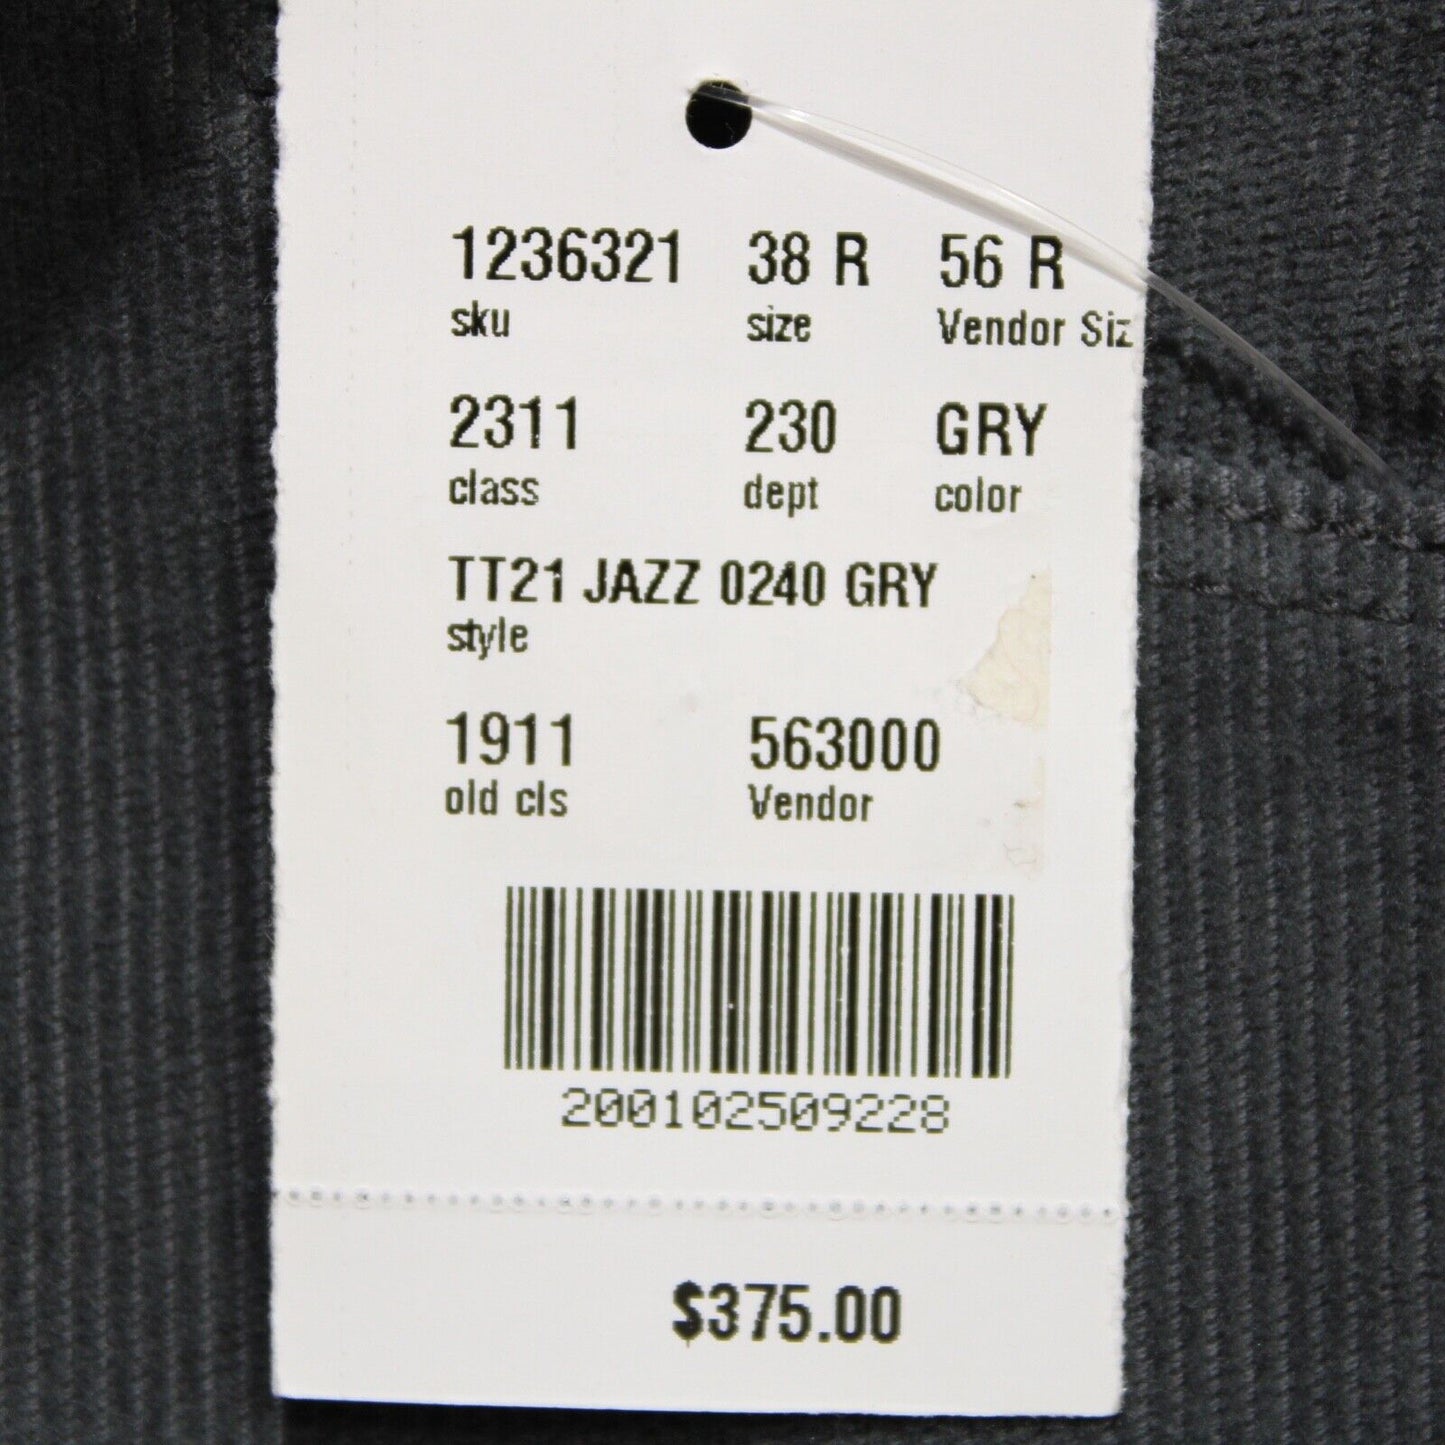 1236321 38 R 56 R
sku size Vendor Siz
2311 230 GRY
class dept color
TT21 JAZZ 0240 GRY
style
1911 563000
old cls Vendor
200102509228
$375.00